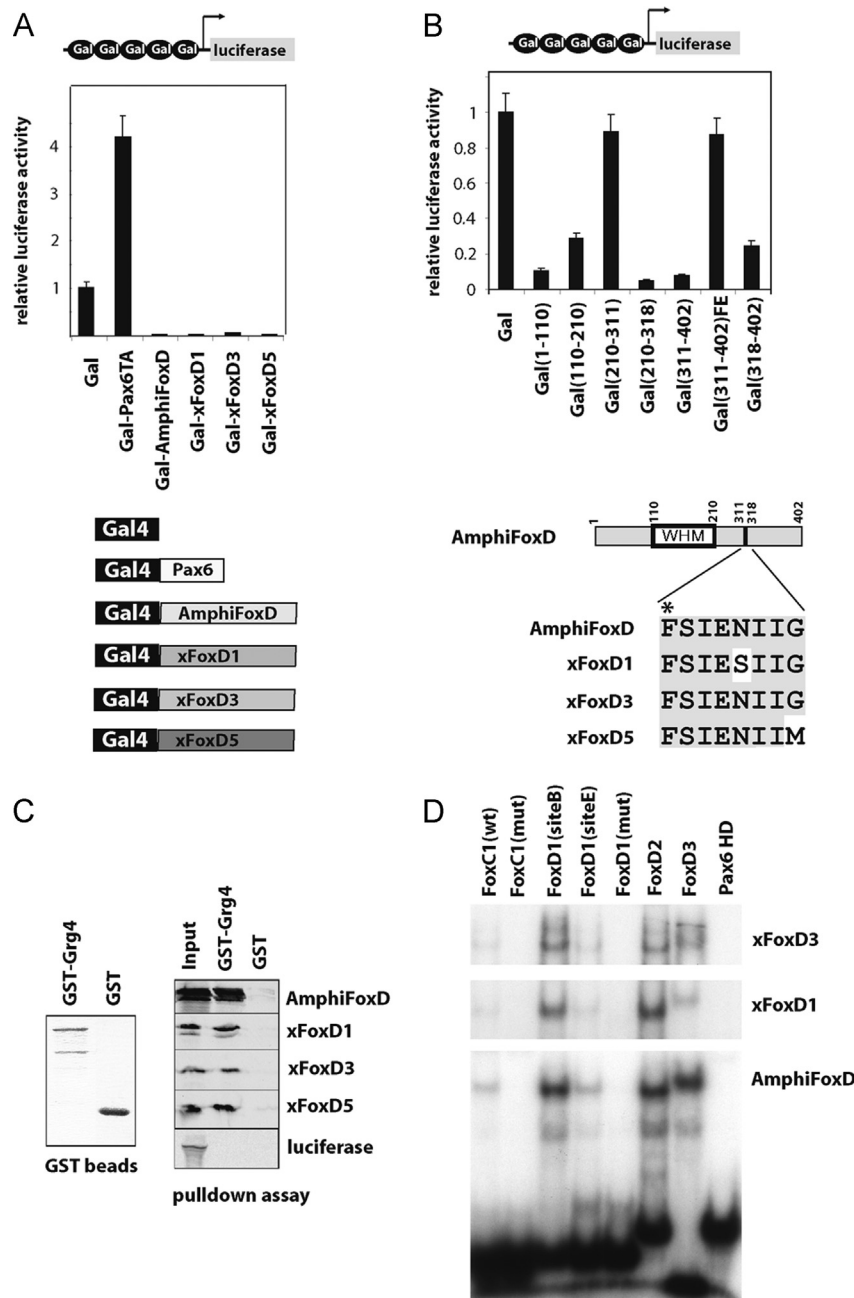 A
Gal Gal Gal Gal Gal luciferase
relative luciferase activity
4
3
2
1
Gal
Gal-Pax6TA
Gal-AmphiFoxD
Gal-xFoxD1
Gal-xFoxD3
Gal-xFoxD5
Gal4
Gal4 Pax6
Gal4 AmphiFoxD
Gal4 xFoxD1
Gal4 xFoxD3
Gal4 xFoxD5
B
Gal Gal Gal Gal Gal luciferase
relative luciferase activity
1
0.8
0.6
0.4
0.2
0
Gal
Gal(1-110)
Gal(110-210)
Gal(210-311)
Gal(210-318)
Gal(311-402)
Gal(311-402)FE
Gal(318-402)
1 110 210 311 318 402
AmphiFoxD WHM
*
AmphiFoxD FSIENIIG
xFoxD1 FSIESIIG
xFoxD3 FSIENIIG
xFoxD5 FSIENIIM
C
GST-Grg4
GST
GST beads
Input
GST-Grg4
GST
AmphiFoxD
xFoxD1
xFoxD3
xFoxD5
luciferase
pulldown assay
D
FoxC1(wt)
FoxC1(mut)
FoxD1(siteB)
FoxD1(siteE)
FoxD1(mut)
FoxD2
FoxD3
Pax6 HD
xFoxD3
xFoxD1
AmphiFoxD